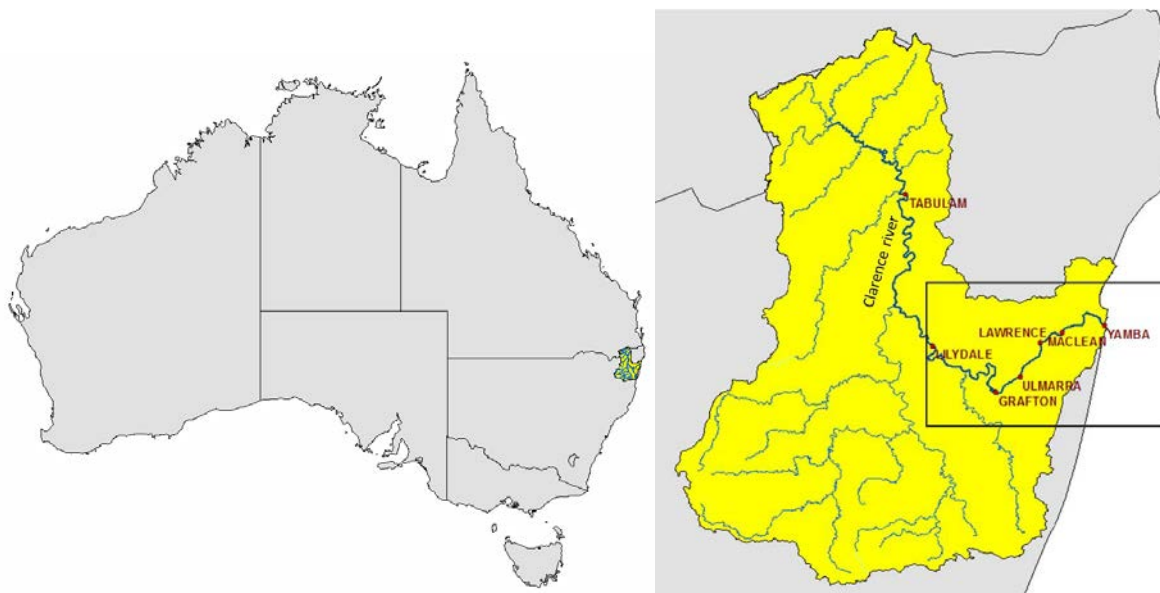 TABULAM
Clarence river
LILYDALE
LAWRENCE
MACLEAN
YAMBA
ULMARRA
GRAFTON